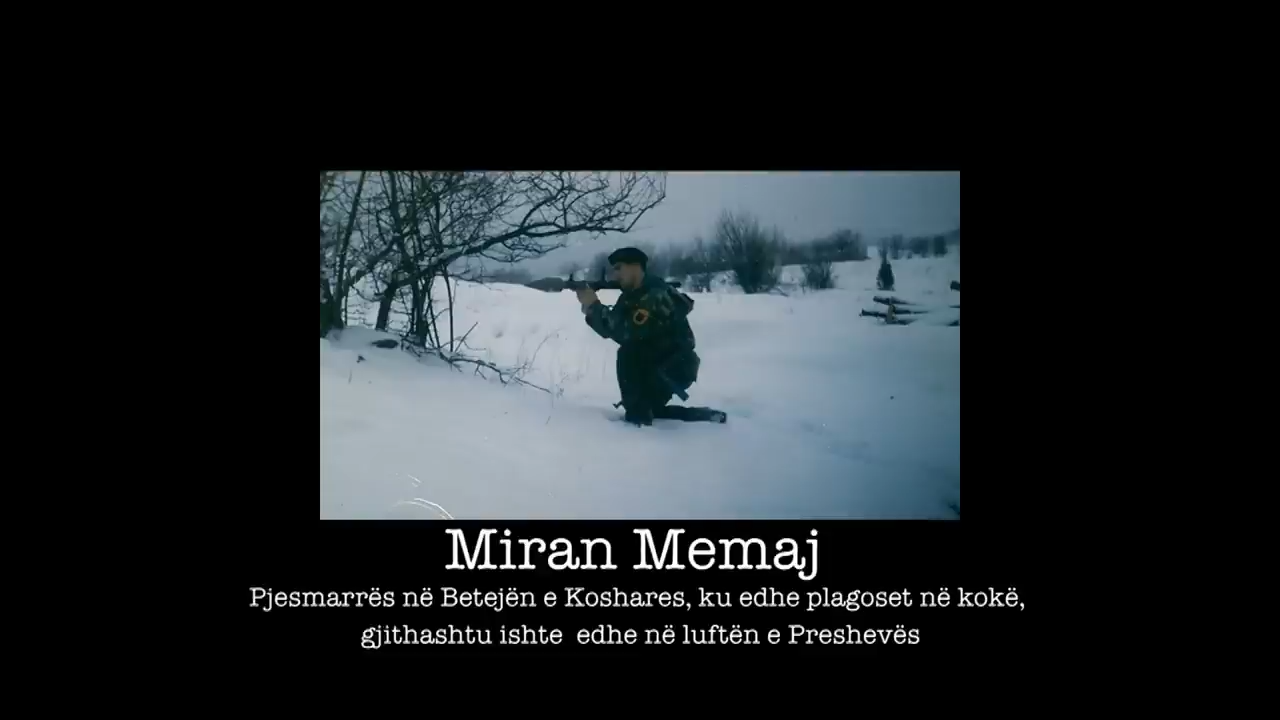 Miran Memaj
Pjesmarrës në Betejën e Koshares, ku edhe plagoset në kokë,
gjithashtu ishte edhe në luftën e Preshevës